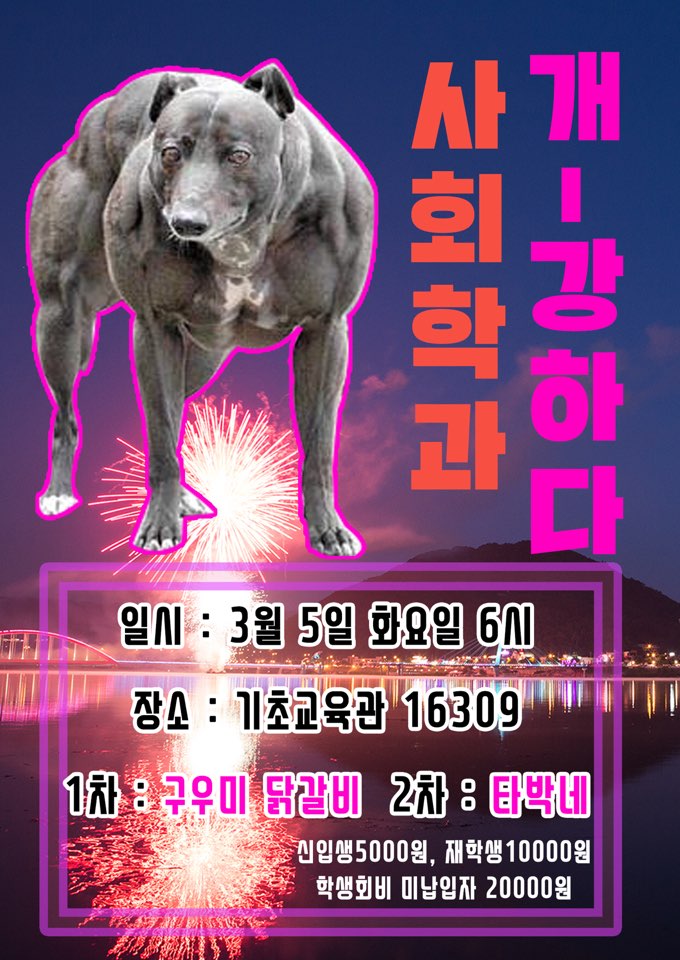 사회학과
개-강하다
일시 : 3월 5일 화요일 6시
장소 : 기초교육관 16309
1차 : 구우미 닭갈비 2차 : 타박네
신입생5000원, 재학생10000원
학생회비 미납입자 20000원